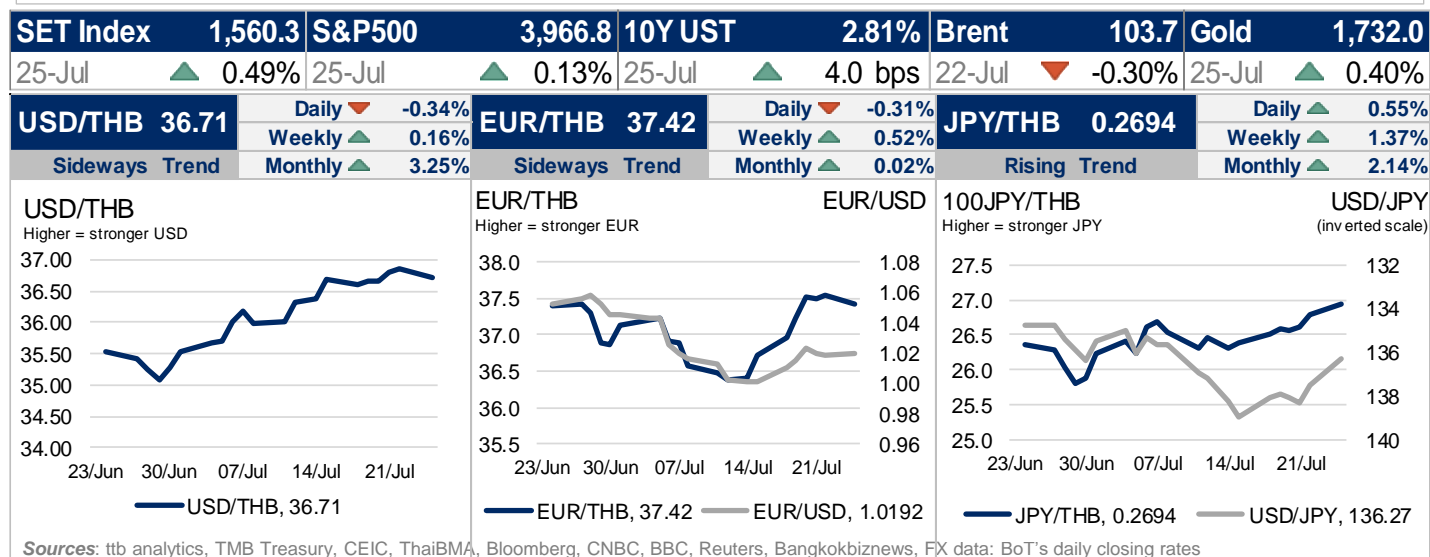 SET Index 1,560.3 S&P500 3,966.8 10Y UST 2.81% Brent 103.7 Gold 1,732.0
25-Jul 0.49% 25-Jul 0.13% 25-Jul 4.0 bps 22-Jul -0.30% 25-Jul 0.40%
USD/THB 36.71
Daily -0.34%
Weekly 0.16%
Sideways Trend Monthly 3.25%
EUR/THB 37.42
Daily -0.31%
Weekly 0.52%
Sideways Trend Monthly 0.02%
JPY/THB 0.2694
Daily 0.55%
Weekly 1.37%
Rising Trend Monthly 2.14%
USD/THB
Higher = stronger USD
37.00
36.50
36.00
35.50
35.00
34.50
34.00
23/Jun 30/Jun 07/Jul 14/Jul 21/Jul
USD/THB, 36.71
EUR/THB EUR/USD
Higher = stronger EUR
38.0 1.08
37.5 1.06
37.0 1.04
36.5 1.02
36.0 1.00
35.5 0.98
0.96
23/Jun 30/Jun 07/Jul 14/Jul 21/Jul
EUR/THB, 37.42 EUR/USD, 1.0192
100JPY/THB USD/JPY
Higher = stronger JPY (inverted scale)
27.5 132
27.0 134
26.5 136
26.0 138
25.5 140
25.0
23/Jun 30/Jun 07/Jul 14/Jul 21/Jul
JPY/THB, 0.2694 USD/JPY, 136.27
Sources: ttb analytics, TMB Treasury, CEIC, ThaiBMA, Bloomberg, CNBC, BBC, Reuters, Bangkokbiznews, FX data: BoT's daily closing rates